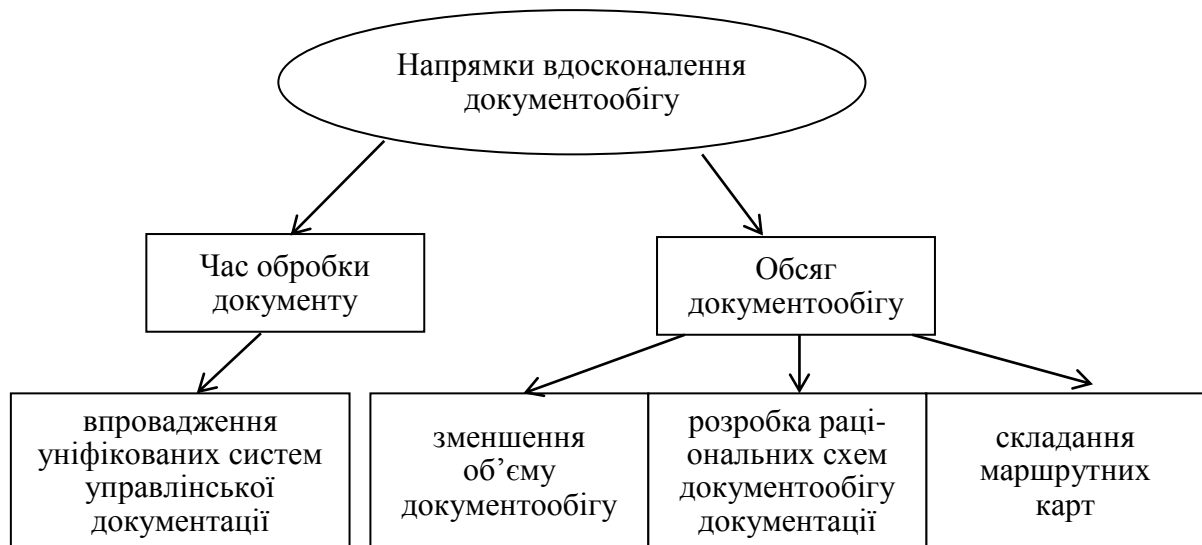 Напрямки вдосконалення
документообігу
Час обробки
документу
Обсяг
документообігу
впровадження
уніфікованих систем
управлінської
документації
зменшення
об’єму
документообігу
розробка раці-
ональних схем
документообігу
документації
складання
маршрутних
карт